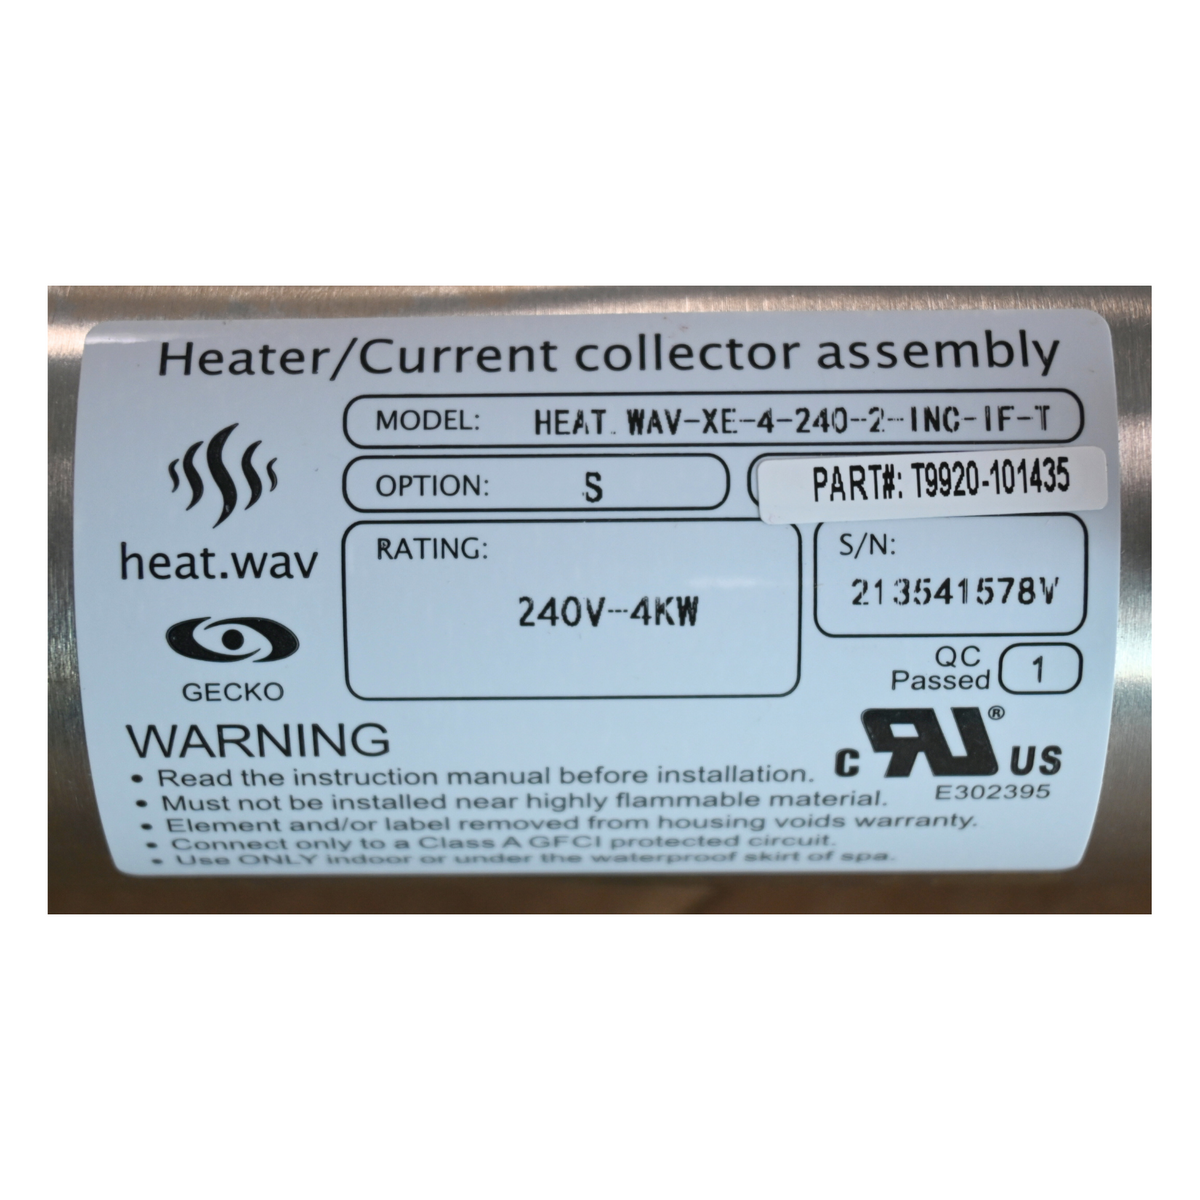 Heater/Current collector assembly
MODEL: HEAT.WAV-XE-4-240-2-INC-IF-T
OPTION: S
PART#: T9920-101435
heat.wav
RATING:
240V-4KW
S/N:
213541578V
GECKO
QC
Passed 1
WARNING
• Read the instruction manual before installation.
• Must not be installed near highly flammable material.
• Element and/or label removed from housing voids warranty.
• Connect only to a Class A GFCI protected circuit.
• Use ONLY indoor or under the waterproof skirt of spa.
C RU® US
E302395